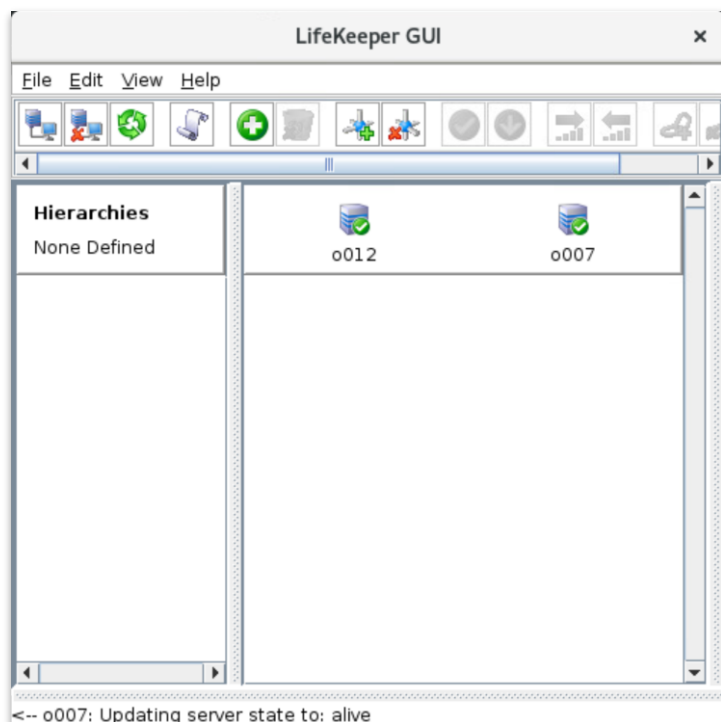 LifeKeeper GUI
File Edit View Help
Hierarchies
None Defined
o012 o007
<-- o007: Updating server state to: alive